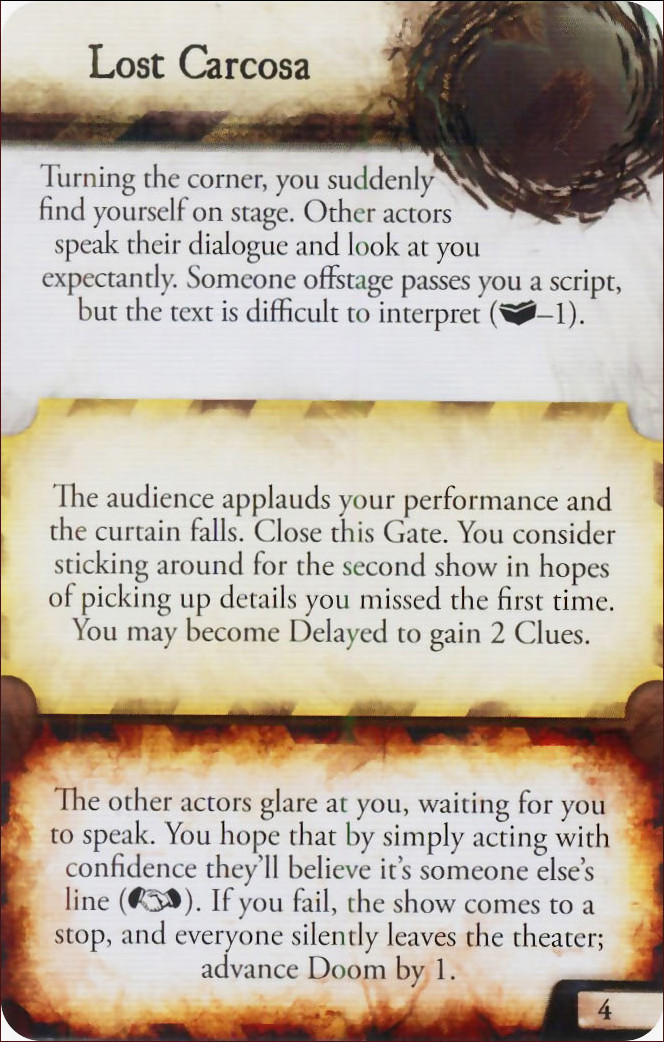 Lost Carcosa
Turning the corner, you suddenly
find yourself on stage. Other actors
speak their dialogue and look at you
expectantly. Someone offstage passes you a script,
but the text is difficult to interpret (–1).
The audience applauds your performance and
the curtain falls. Close this Gate. You consider
sticking around for the second show in hopes
of picking up details you missed the first time.
You may become Delayed to gain 2 Clues.
The other actors glare at you, waiting for you
to speak. You hope that by simply acting with
confidence they'll believe it's someone else's
line (). If you fail, the show comes to a
stop, and everyone silently leaves the theater;
advance Doom by 1.
4